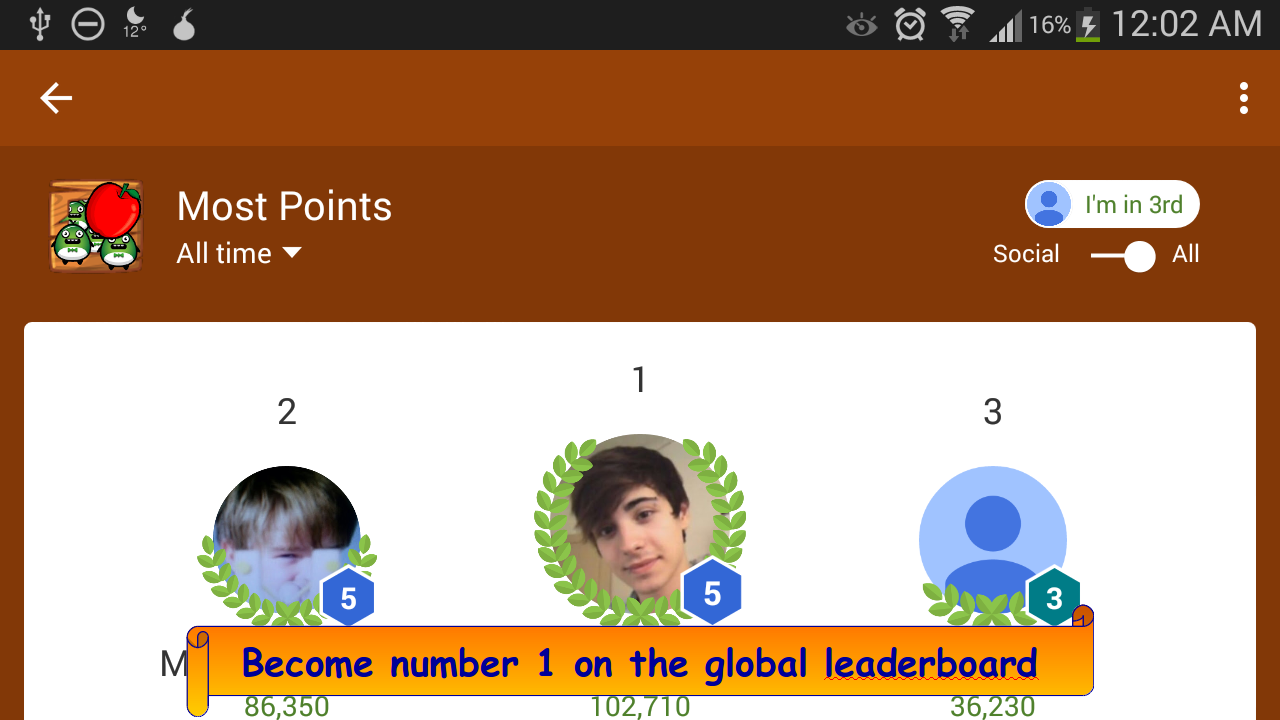 12°
16%
12:02 AM
Most Points
I'm in 3rd
All time
Social
All
1
2
3
5
5
3
M
Become number 1 on the global leaderboard
86,350
102,710
36,230